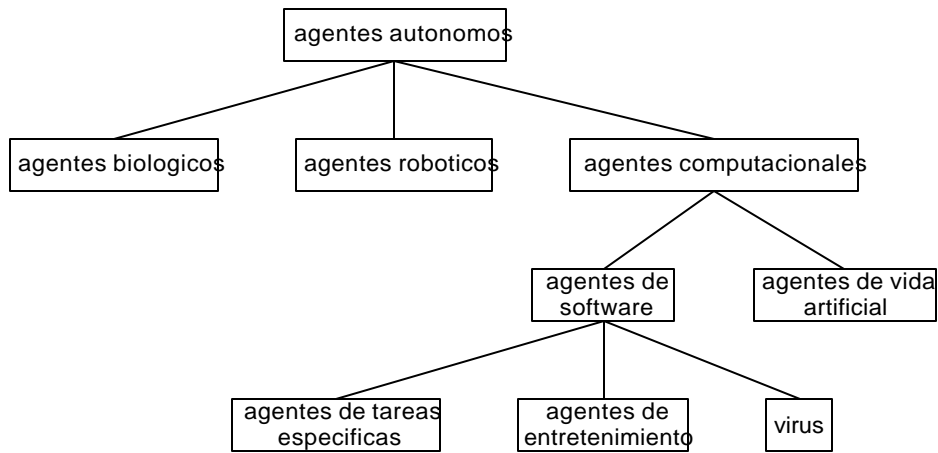 agentes autonomos
agentes biologicos
agentes roboticos
agentes computacionales
agentes de
software
agentes de vida
artificial
agentes de tareas
especificas
agentes de
entretenimiento
virus